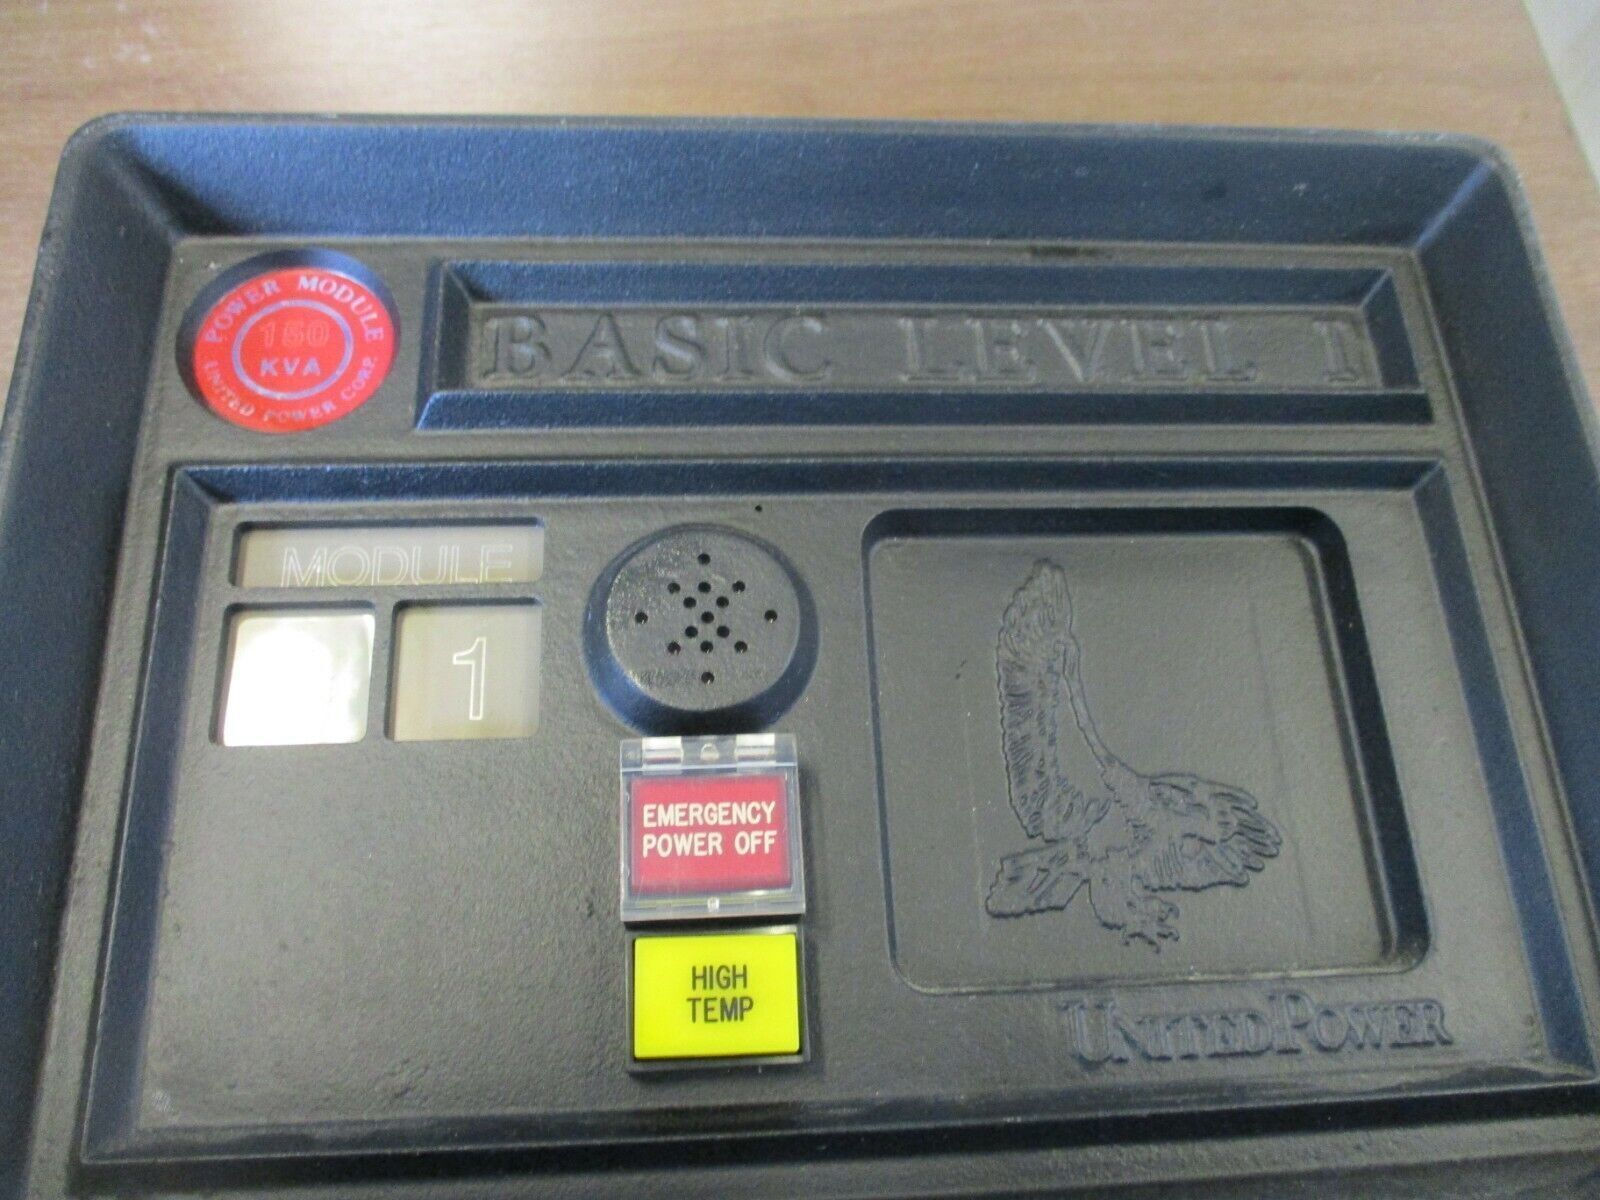 POWER MODULE
150
KVA
UNITED POWER CORP.
BASIC LEVEL I
MODULE
1
EMERGENCY
POWER OFF
HIGH
TEMP
UNITEDPOWER